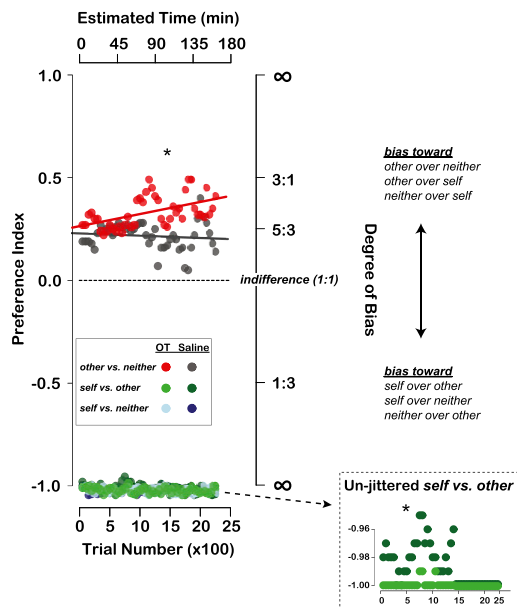 Estimated Time (min)
0 45 90 135 180
1.0
0.5
0.0
-0.5
-1.0
Preference Index
∞
3:1
5:3
1:3
∞
*
indifference (1:1)
Degree of Bias
bias toward
other over neither
other over self
neither over self
bias toward
self over other
self over neither
neither over other
OT Saline
other vs. neither
self vs. other
self vs. neither
0 5 10 15 20 25
Trial Number (x100)
Un-jittered self vs. other
*
-0.96
-0.98
-1.00
0 5 10 15 20 25